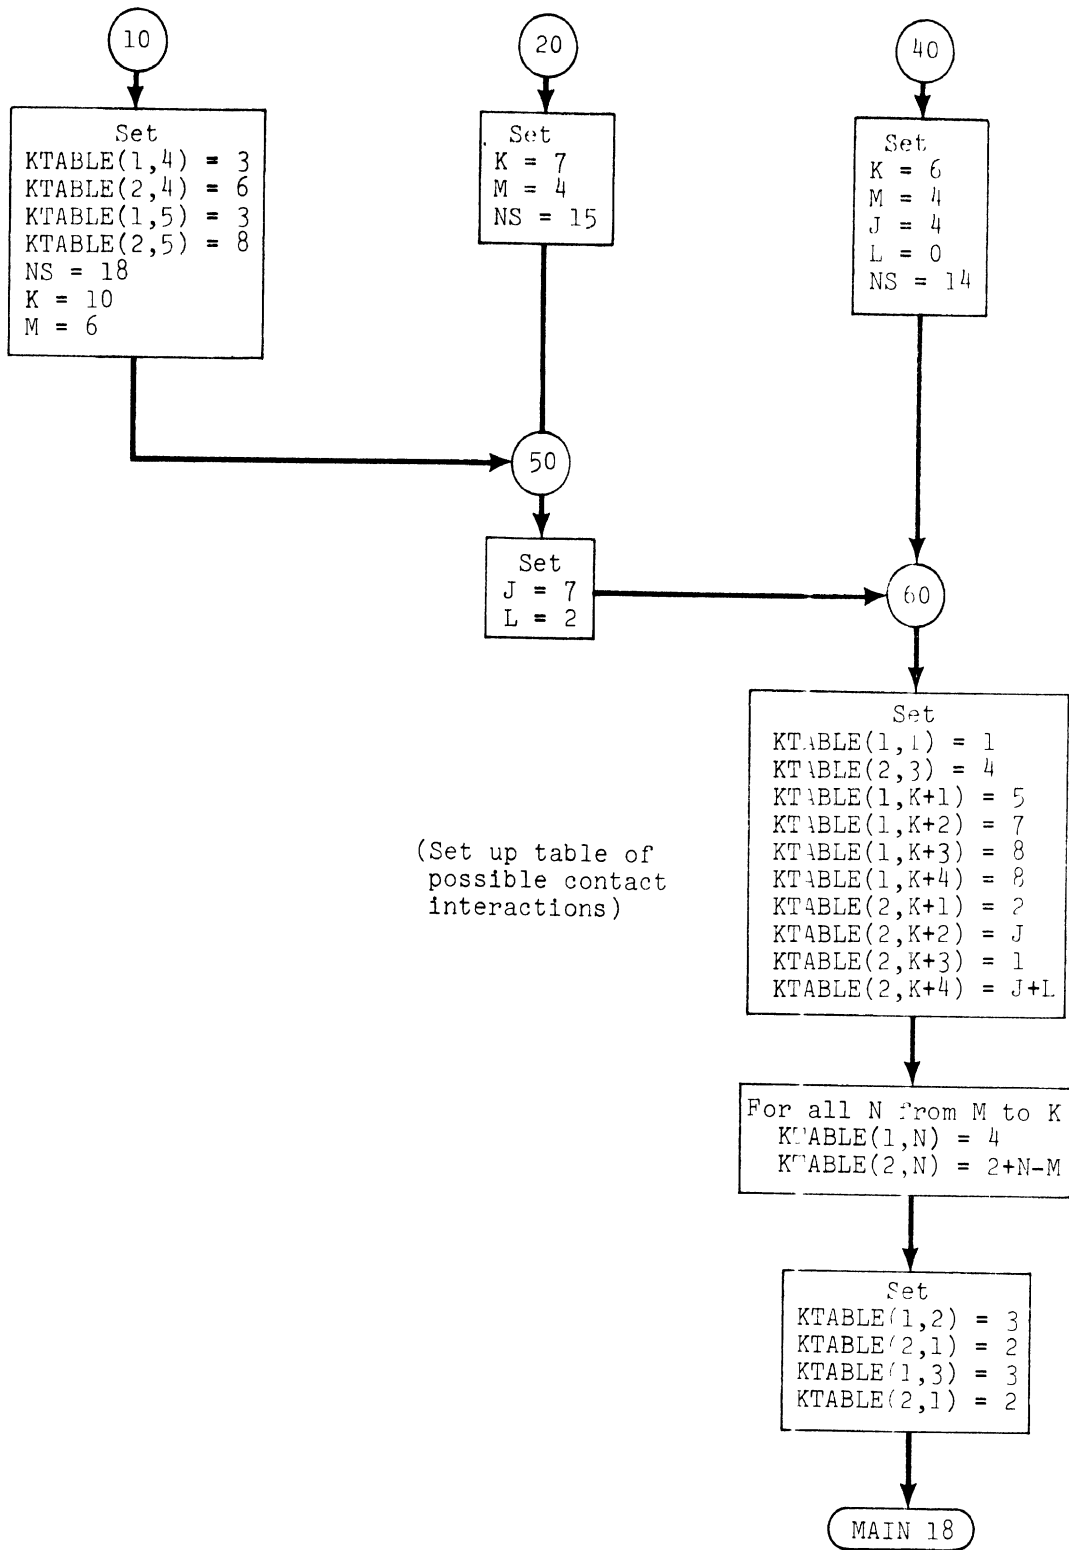 10
Set
KTABLE(1,4) = 3
KTABLE(2,4) = 6
KTABLE(1,5) = 3
KTABLE(2,5) = 8
NS = 18
K = 10
M = 6
20
Set
K = 7
M = 4
NS = 15
40
Set
K = 6
M = 4
J = 4
L = 0
NS = 14
50
Set
J = 7
L = 2
60
Set
KTABLE(1,1) = 1
KTABLE(2,3) = 4
KTABLE(1,K+1) = 5
KTABLE(1,K+2) = 7
KTABLE(1,K+3) = 8
KTABLE(1,K+4) = 8
KTABLE(2,K+1) = 2
KTABLE(2,K+2) = J
KTABLE(2,K+3) = 1
KTABLE(2,K+4) = J+L
(Set up table of
possible contact
interactions)
For all N from M to K
KTABLE(1,N) = 4
KTABLE(2,N) = 2+N-M
Set
KTABLE(1,2) = 3
KTABLE(2,1) = 2
KTABLE(1,3) = 3
KTABLE(2,1) = 2
MAIN 18